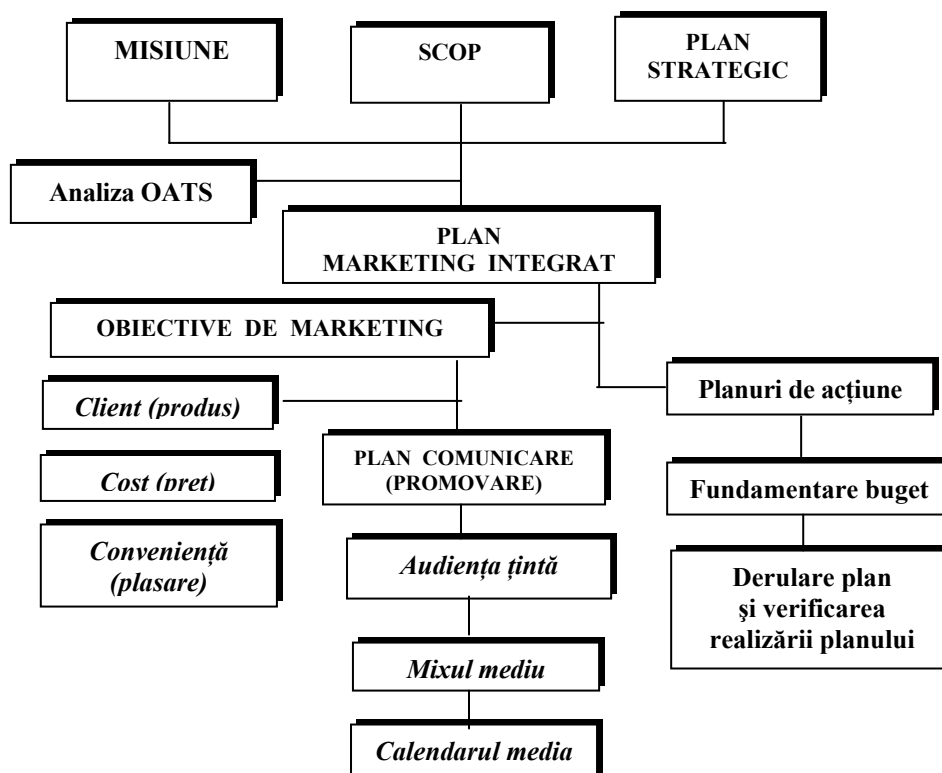 MISIUNE
SCOP
PLAN
STRATEGIC
Analiza OATS
PLAN
MARKETING INTEGRAT
OBIECTIVE DE MARKETING
Client (produs)
Cost (pret)
Conveniență
(plasare)
PLAN COMUNICARE
(PROMOVARE)
Audiența țintă
Mixul mediu
Calendarul media
Planuri de acțiune
Fundamentare buget
Derulare plan
şi verificarea
realizării planului